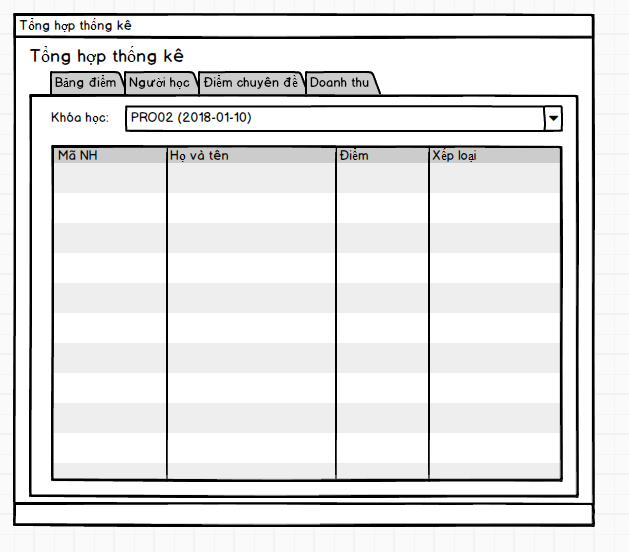 Tổng hợp thống kê
Tổng hợp thống kê
Bảng điểm Người học Điểm chuyên đề Doanh thu
Khóa học: PRO02 (2018-01-10)
Mã NH Họ và tên Điểm Xếp loại